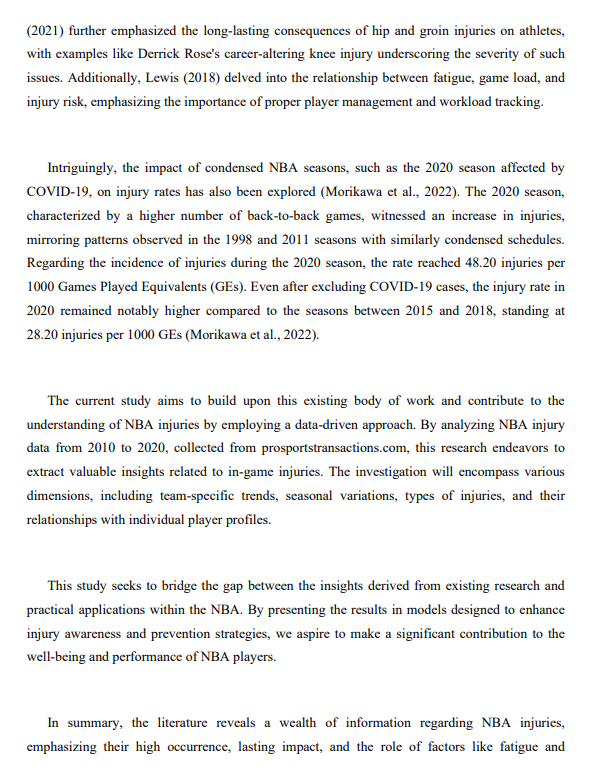 (2021) further emphasized the long-lasting consequences of hip and groin injuries on athletes,
with examples like Derrick Rose's career-altering knee injury underscoring the severity of such
issues. Additionally, Lewis (2018) delved into the relationship between fatigue, game load, and
injury risk, emphasizing the importance of proper player management and workload tracking.
Intriguingly, the impact of condensed NBA seasons, such as the 2020 season affected by
COVID-19, on injury rates has also been explored (Morikawa et al., 2022). The 2020 season,
characterized by a higher number of back-to-back games, witnessed an increase in injuries,
mirroring patterns observed in the 1998 and 2011 seasons with similarly condensed schedules.
Regarding the incidence of injuries during the 2020 season, the rate reached 48.20 injuries per
1000 Games Played Equivalents (GEs). Even after excluding COVID-19 cases, the injury rate in
2020 remained notably higher compared to the seasons between 2015 and 2018, standing at
28.20 injuries per 1000 GEs (Morikawa et al., 2022).
The current study aims to build upon this existing body of work and contribute to the
understanding of NBA injuries by employing a data-driven approach. By analyzing NBA injury
data from 2010 to 2020, collected from prosportstransactions.com, this research endeavors to
extract valuable insights related to in-game injuries. The investigation will encompass various
dimensions, including team-specific trends, seasonal variations, types of injuries, and their
relationships with individual player profiles.
This study seeks to bridge the gap between the insights derived from existing research and
practical applications within the NBA. By presenting the results in models designed to enhance
injury awareness and prevention strategies, we aspire to make a significant contribution to the
well-being and performance of NBA players.
In summary, the literature reveals a wealth of information regarding NBA injuries,
emphasizing their high occurrence, lasting impact, and the role of factors like fatigue and